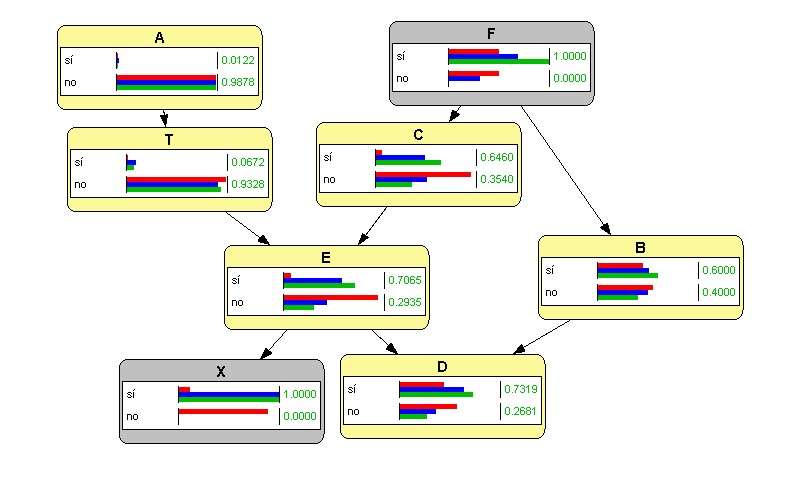 A
sí 0.0122
no 0.9878
F
sí 1.0000
no 0.0000
T
sí 0.0672
no 0.9328
C
sí 0.6460
no 0.3540
E
sí 0.7065
no 0.2935
B
sí 0.6000
no 0.4000
X
sí 1.0000
no 0.0000
D
sí 0.7319
no 0.2681